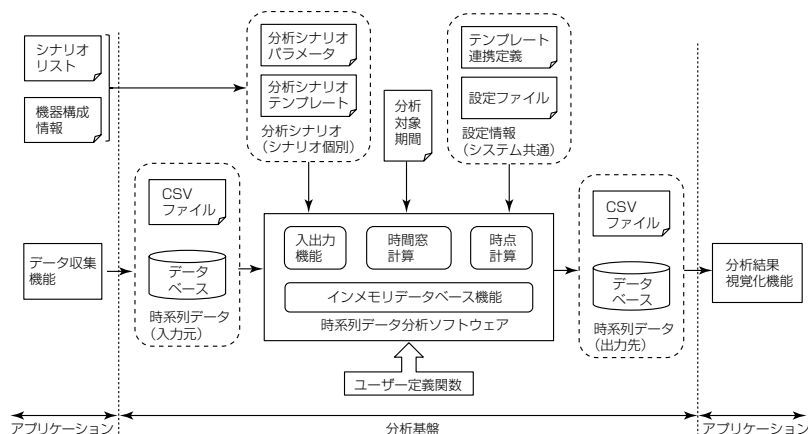 シナリオ
リスト
機器構成
情報
分析シナリオ
パラメータ
分析シナリオ
テンプレート
分析シナリオ
(シナリオ個別)
分析
対象
期間
テンプレート
連携定義
設定ファイル
設定情報
(システム共通)
データ収集
機能
CSV
ファイル
データ
ベース
時系列データ
(入力元)
入出力
機能
時間窓
計算
時点
計算
インメモリデータベース機能
時系列データ分析ソフトウェア
ユーザー定義関数
CSV
ファイル
データ
ベース
時系列データ
(出力先)
分析結果
視覚化機能
アプリケーション
分析基盤
アプリケーション